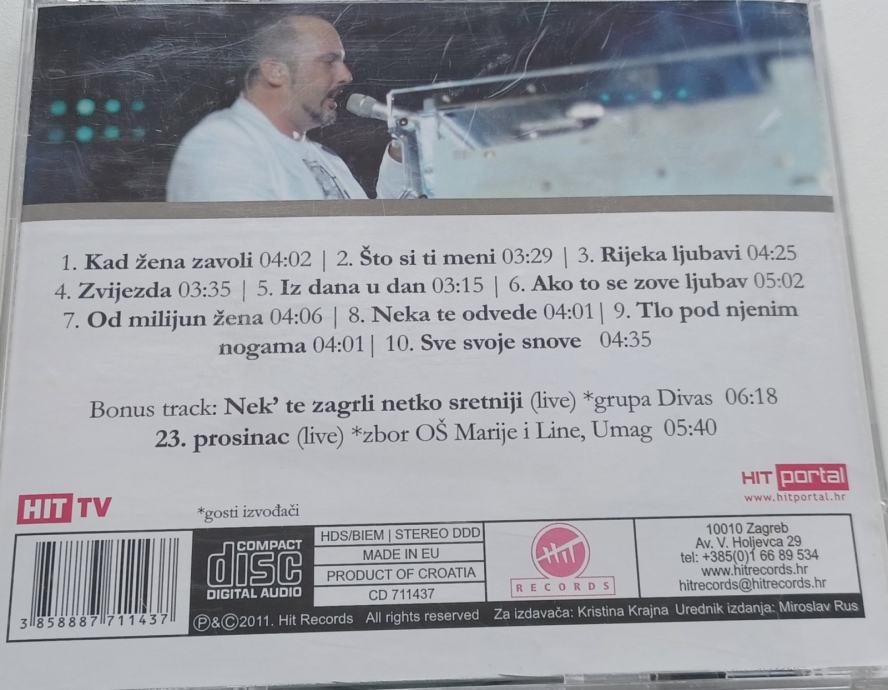 1. Kad žena zavoli 04:02 | 2. Što si ti meni 03:29 | 3. Rijeka ljubavi 04:25
4. Zvijezda 03:35 | 5. Iz dana u dan 03:15 | 6. Ako to se zove ljubav 05:02
7. Od milijun žena 04:06 | 8. Neka te odvede 04:01 | 9. Tlo pod njenim
nogama 04:01 | 10. Sve svoje snove 04:35
Bonus track: Nek' te zagrli netko sretniji (live) *grupa Divas 06:18
23. prosinac (live) *zbor OŠ Marije i Line, Umag 05:40
HIT portal
www.hitportal.hr
HIT TV
*gosti izvođači
COMPACT
disc
DIGITAL AUDIO
HDS/BIEM | STEREO DDD
MADE IN EU
PRODUCT OF CROATIA
CD 711437
HIT
RECORDS
10010 Zagreb
Av. V. Holjevca 29
tel: +385(0)1 66 89 534
www.hitrecords.hr
hitrecords@hitrecords.hr
3 858887 711437
Ⓟ&©2011. Hit Records All rights reserved Za izdavača: Kristina Krajna Urednik izdanja: Miroslav Rus